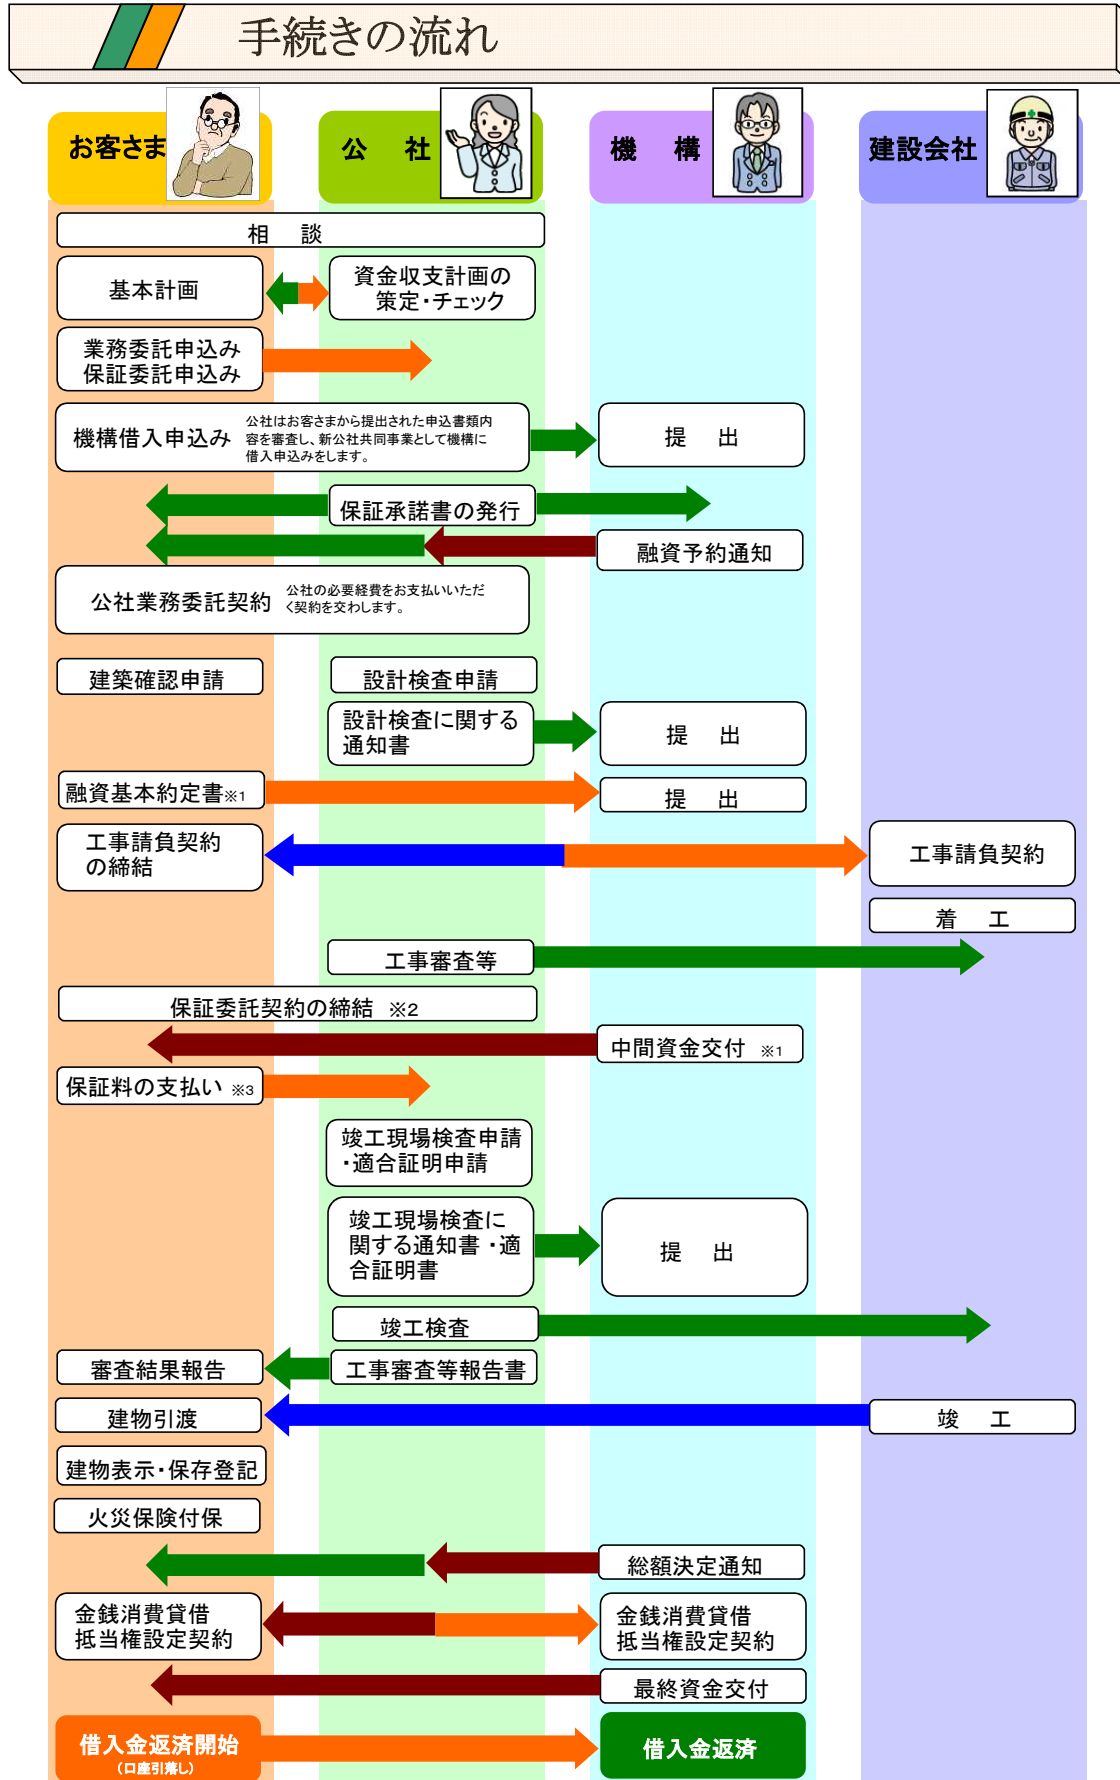 手続きの流れ
お客さま
公 社
機 構
建設会社
相 談
基本計画
資金収支計画の
策定・チェック
業務委託申込み
保証委託申込み
機構借入申込み
公社はお客さまから提出された申込書類内
容を審査し、新公社共同事業として機構に
借入申込みをします。
提 出
保証承諾書の発行
融資予約通知
公社業務委託契約
公社の必要経費をお支払いいただ
く契約を交わします。
建築確認申請
設計検査申請
設計検査に関する
通知書
提 出
融資基本約定書※1
提 出
工事請負契約
の締結
工事請負契約
着 工
工事審査等
保証委託契約の締結 ※2
中間資金交付 ※1
保証料の支払い ※3
竣工現場検査申請
・適合証明申請
竣工現場検査に
関する通知書・適
合証明書
提 出
竣工検査
審査結果報告
工事審査等報告書
建物引渡
竣 工
建物表示・保存登記
火災保険付保
総額決定通知
金銭消費貸借
抵当権設定契約
金銭消費貸借
抵当権設定契約
最終資金交付
借入金返済開始
(口座引落し)
借入金返済